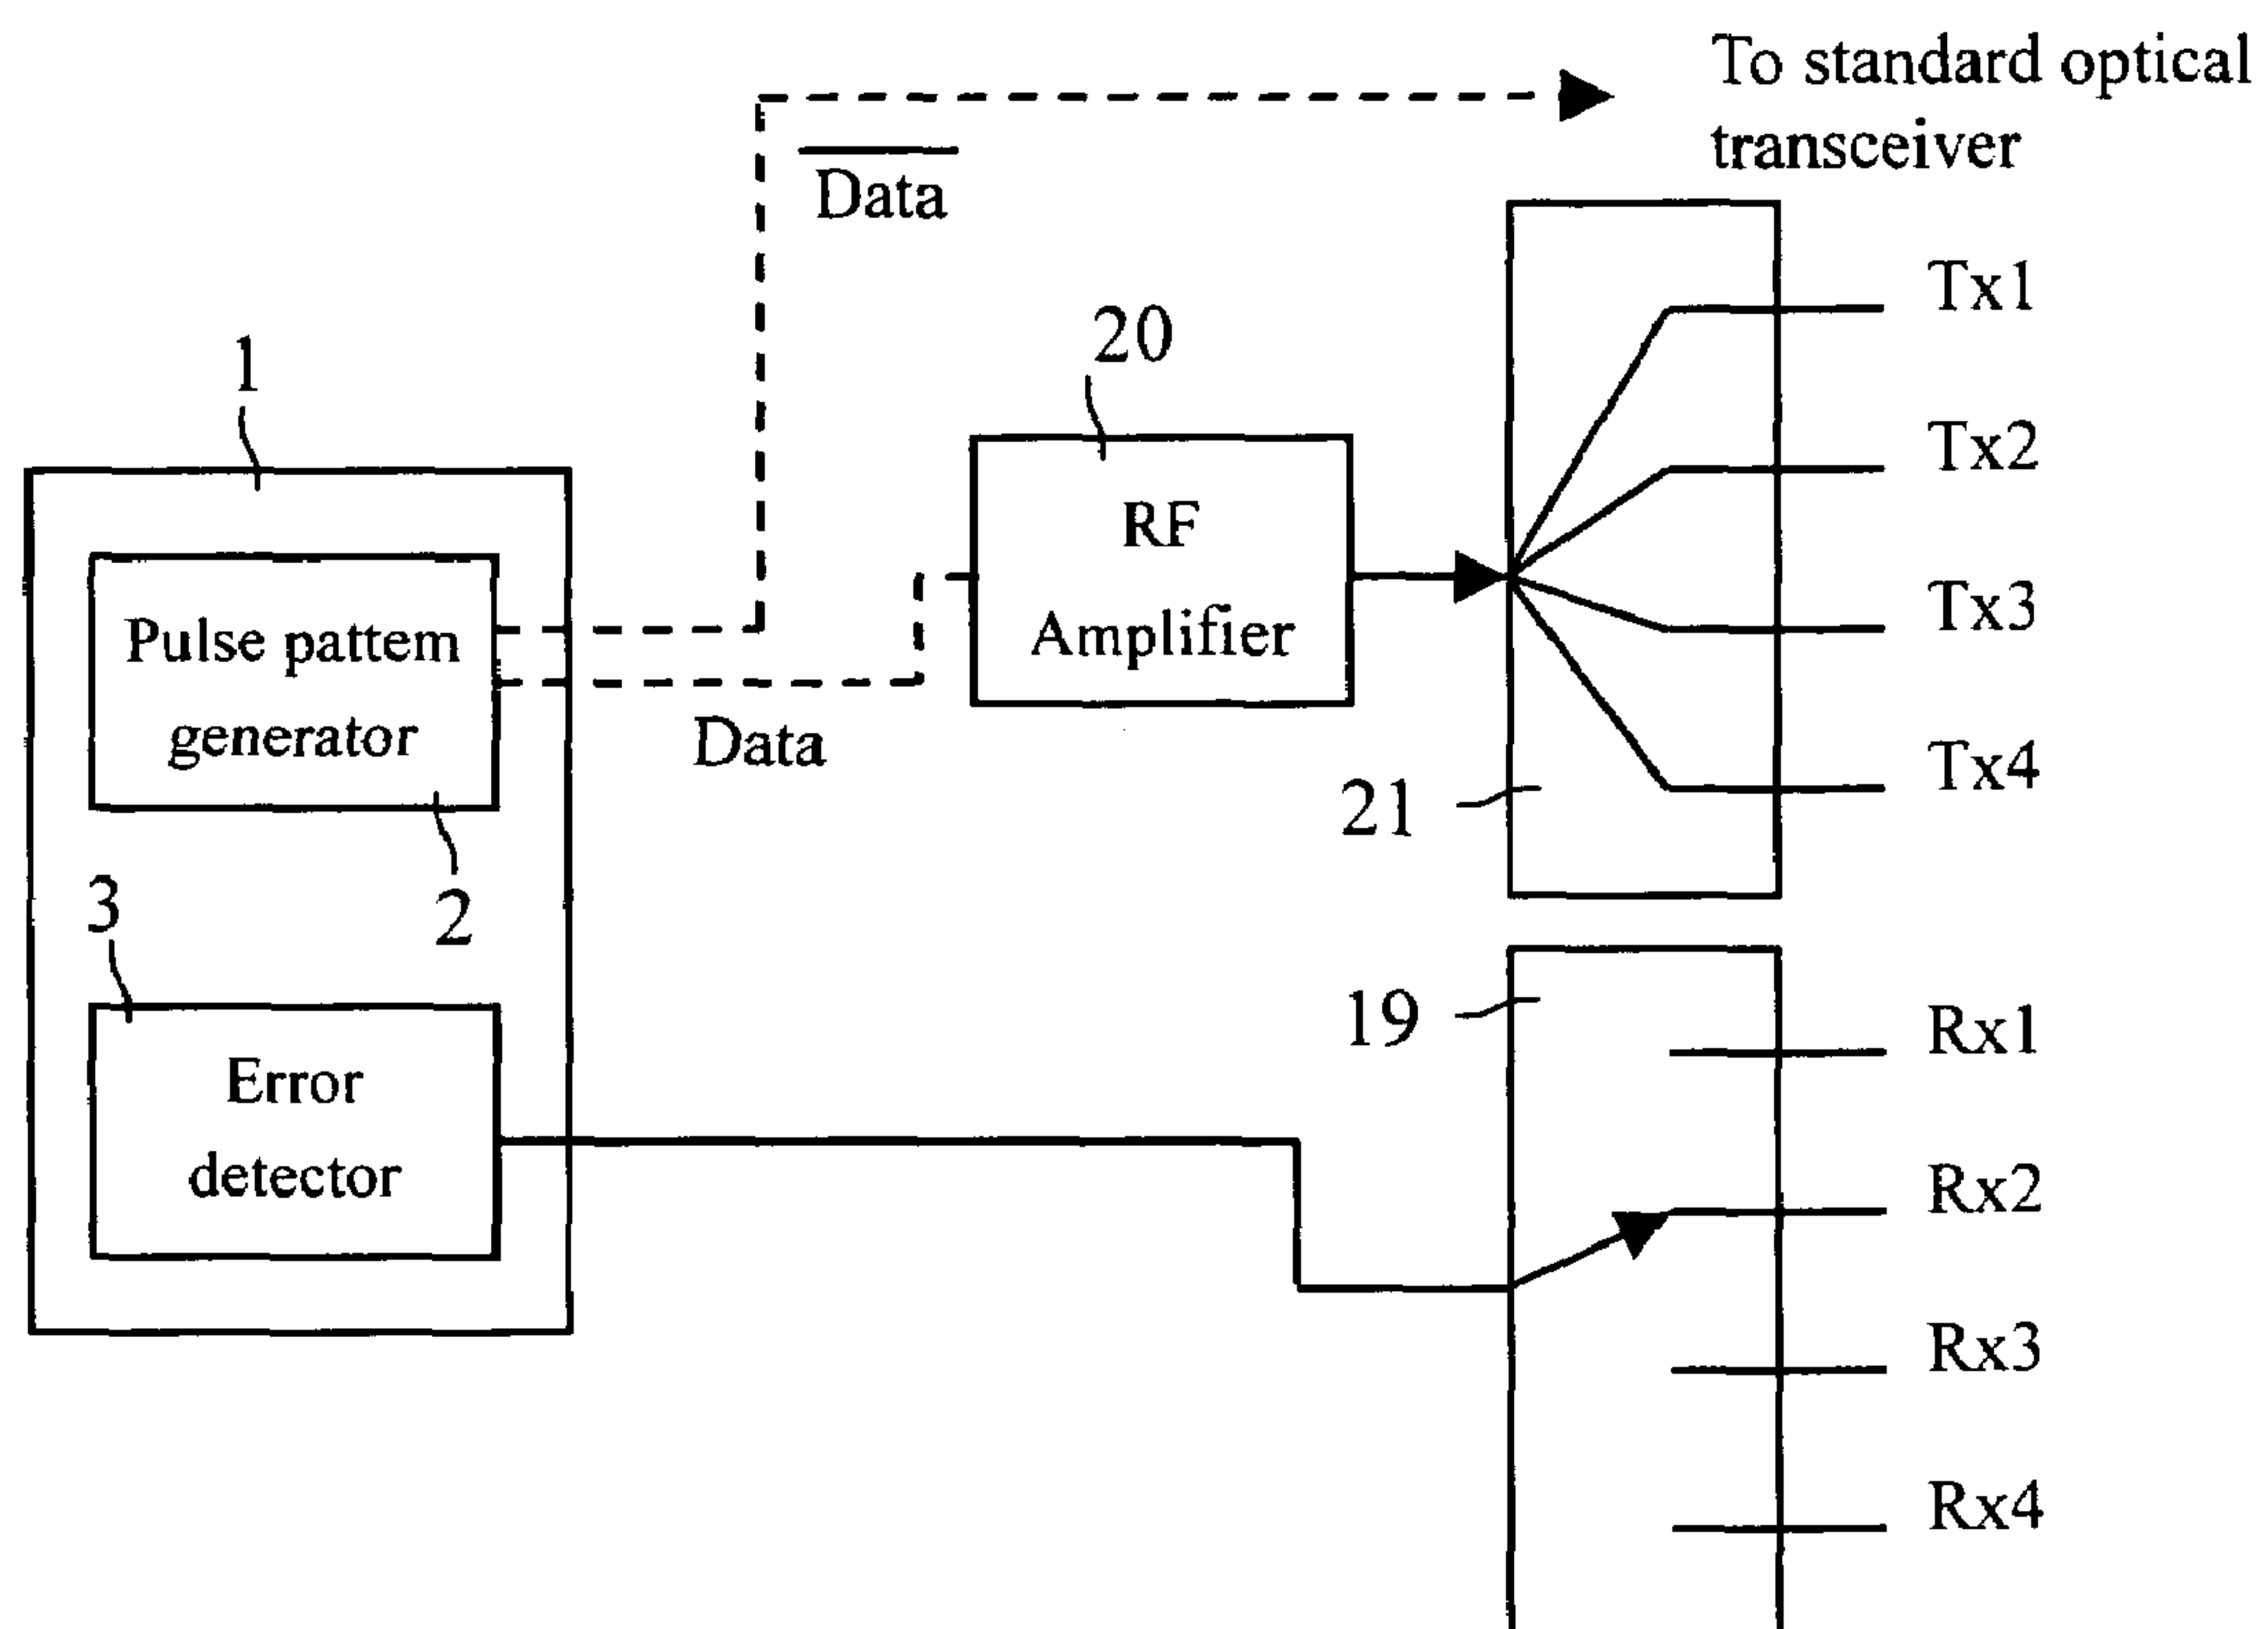 To standard optical
transceiver
Data
Tx1
20
1
Tx2
RF
Amplifier
Pulse pattem
generator
Tx3
Data
Tx4
21
2
3
19
Rx1
Error
detector
Rx2
Rx3
Rx4